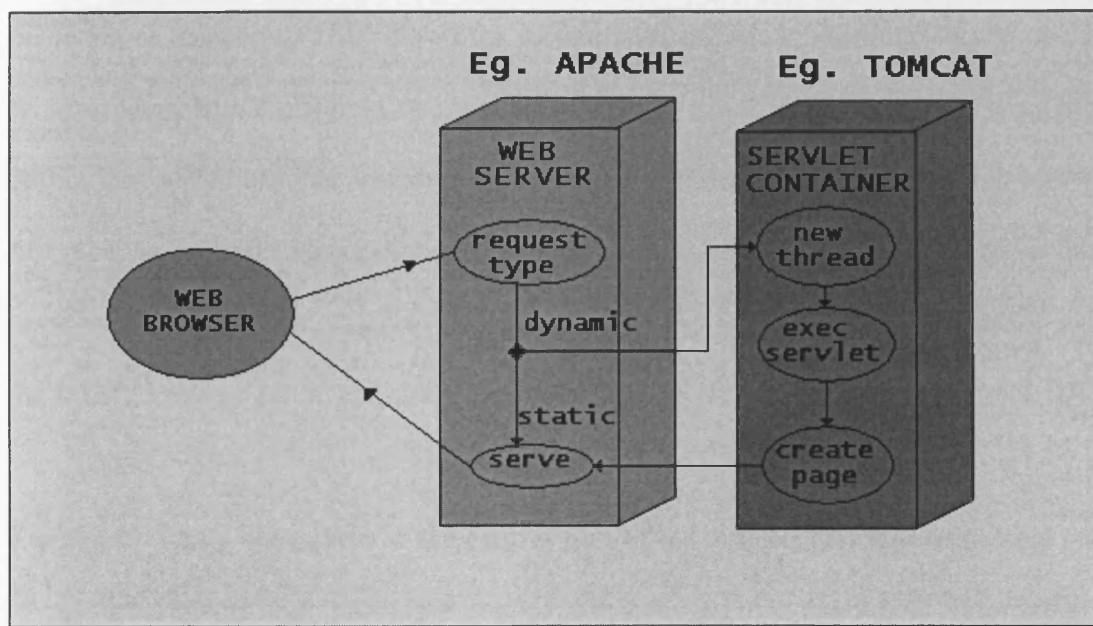 Eg. APACHE
Eg. TOMCAT
WEB
SERVER
SERVLET
CONTAINER
request
type
new
thread
WEB
BROWSER
dynamic
exec
servlet
static
serve
create
page